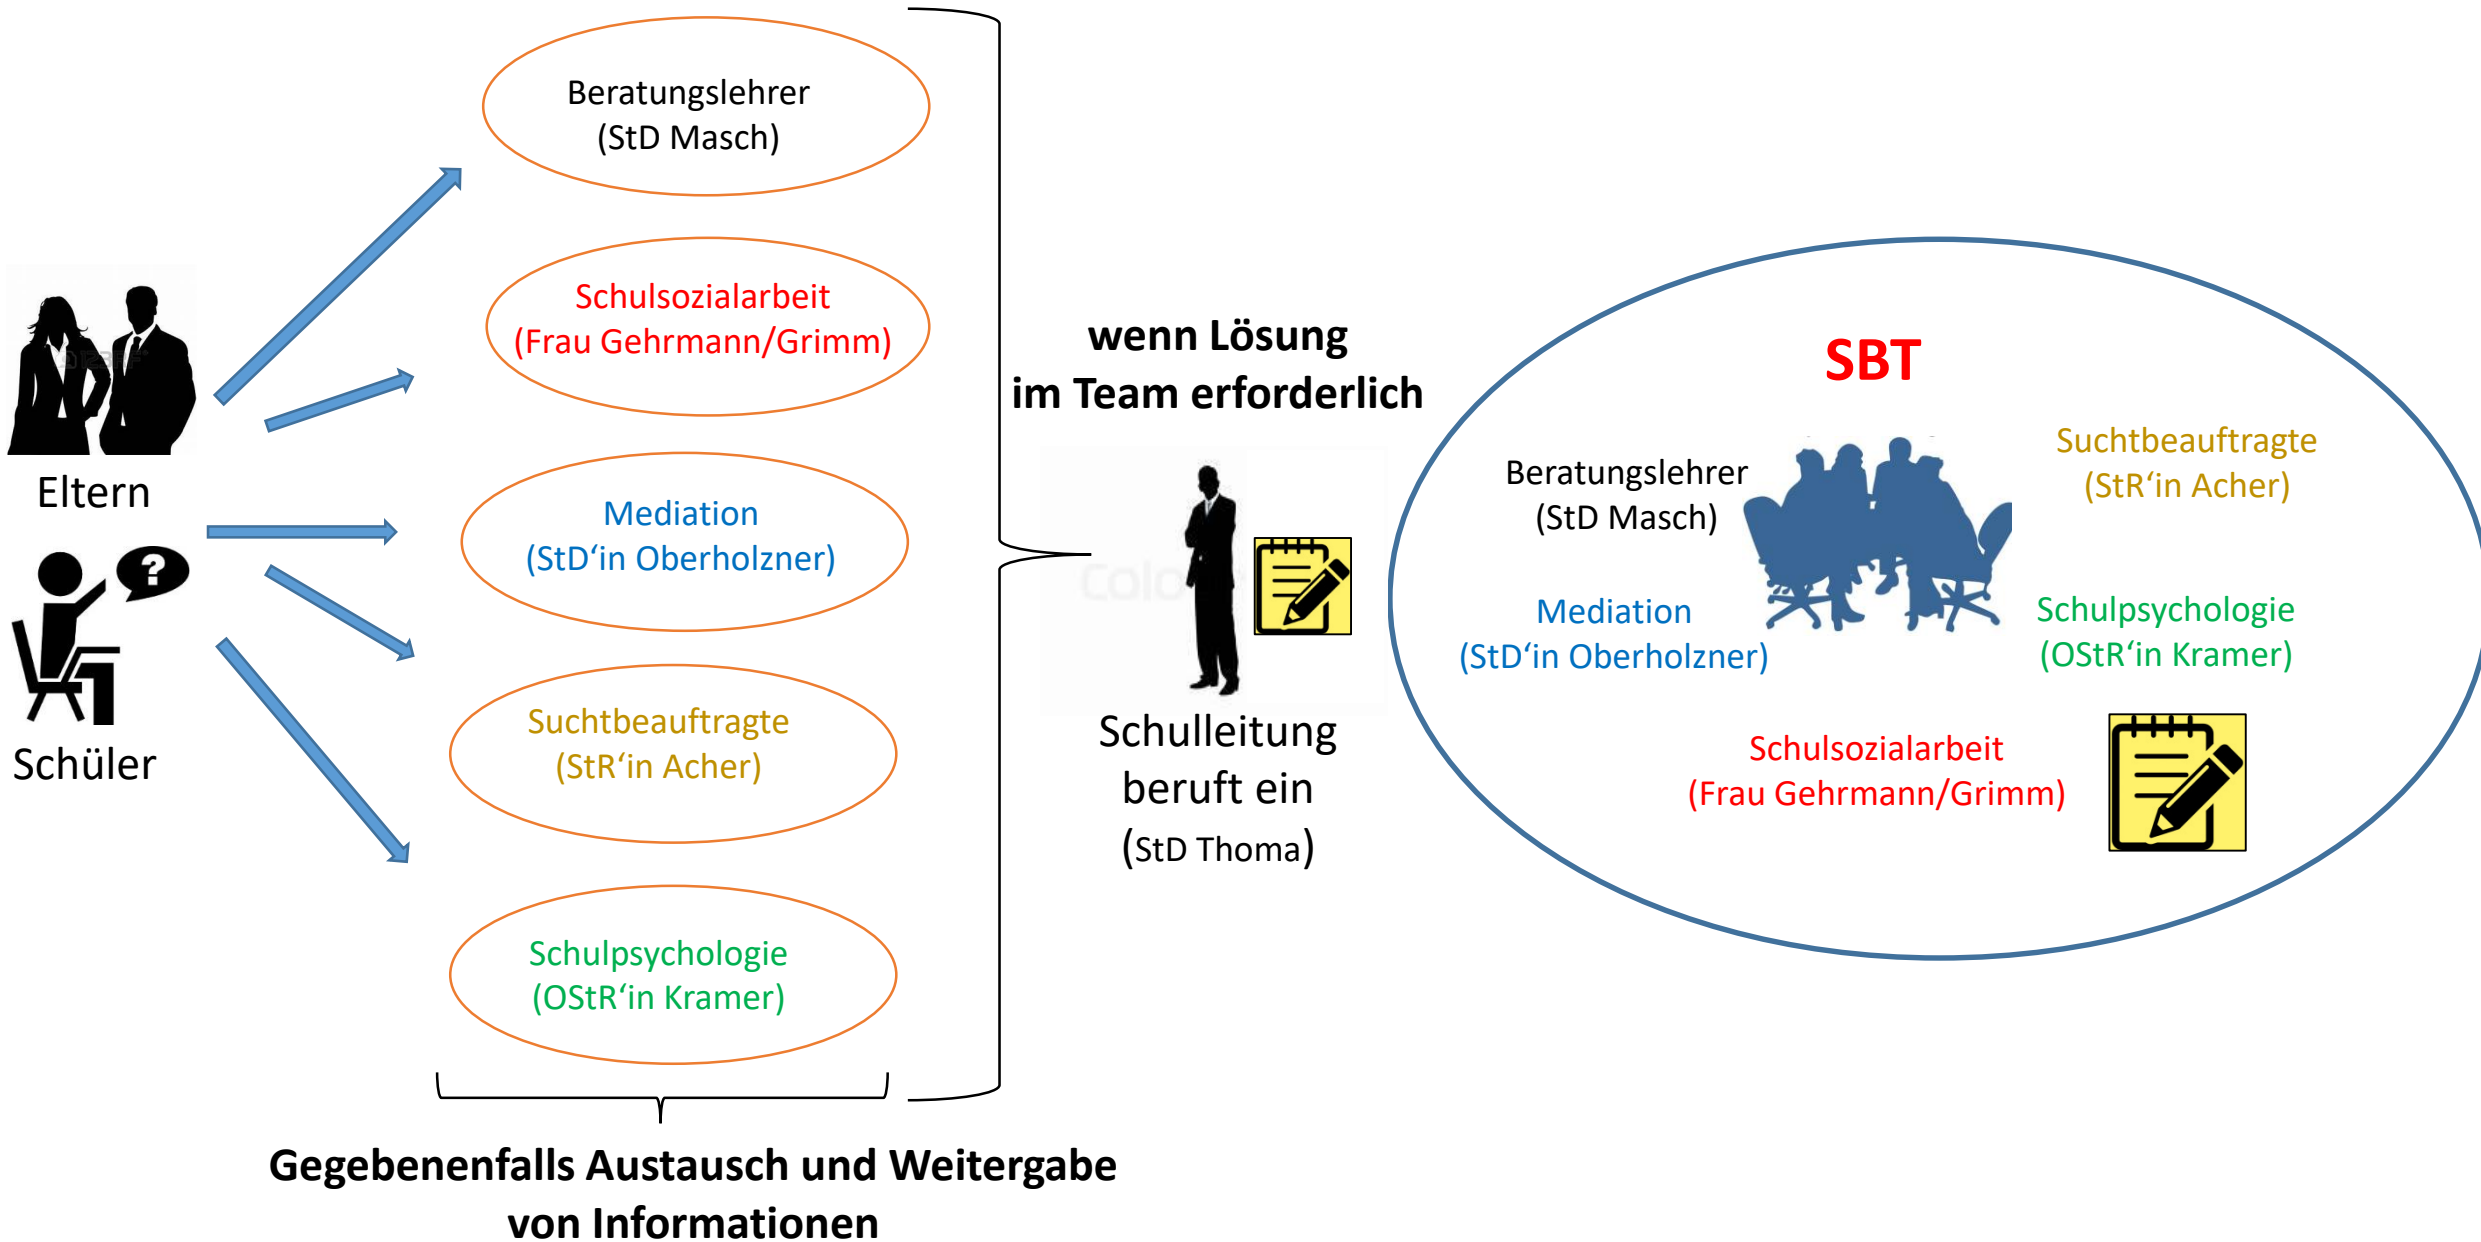 Beratungslehrer
(StD Masch)
Schulsozialarbeit
(Frau Gehrmann/Grimm)
Mediation
(StD‘in Oberholzner)
Suchtbeauftragte
(StR‘in Acher)
Schulpsychologie
(OStR‘in Kramer)
Eltern
?
Schüler
Gegebenenfalls Austausch und Weitergabe
von Informationen
wenn Lösung
im Team erforderlich
Schulleitung
beruft ein
(StD Thoma)
SBT
Beratungslehrer
(StD Masch)
Suchtbeauftragte
(StR‘in Acher)
Mediation
(StD‘in Oberholzner)
Schulpsychologie
(OStR‘in Kramer)
Schulsozialarbeit
(Frau Gehrmann/Grimm)